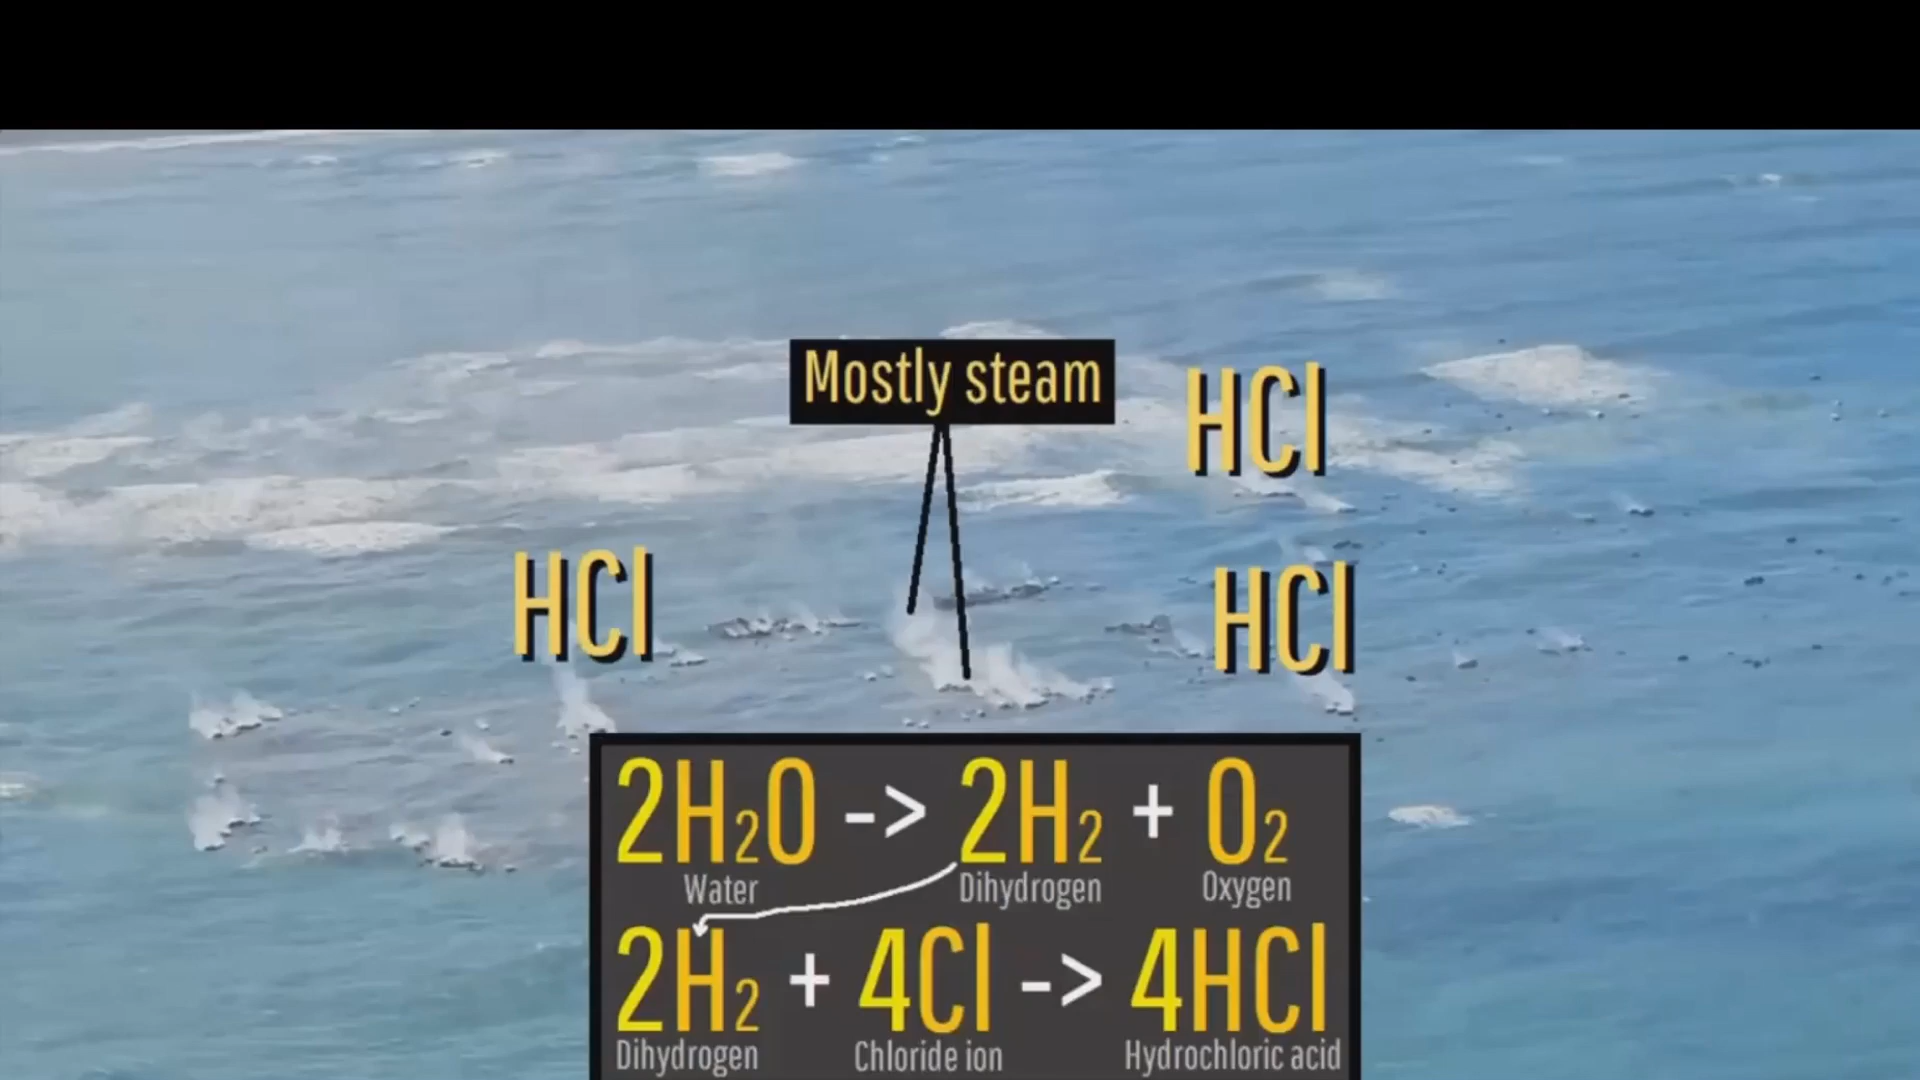 Mostly steam
HCl
HCl
HCl
2H₂O -> 2H₂ + O₂
Water Dihydrogen Oxygen
2H₂ + 4Cl -> 4HCl
Dihydrogen Chloride ion Hydrochloric acid